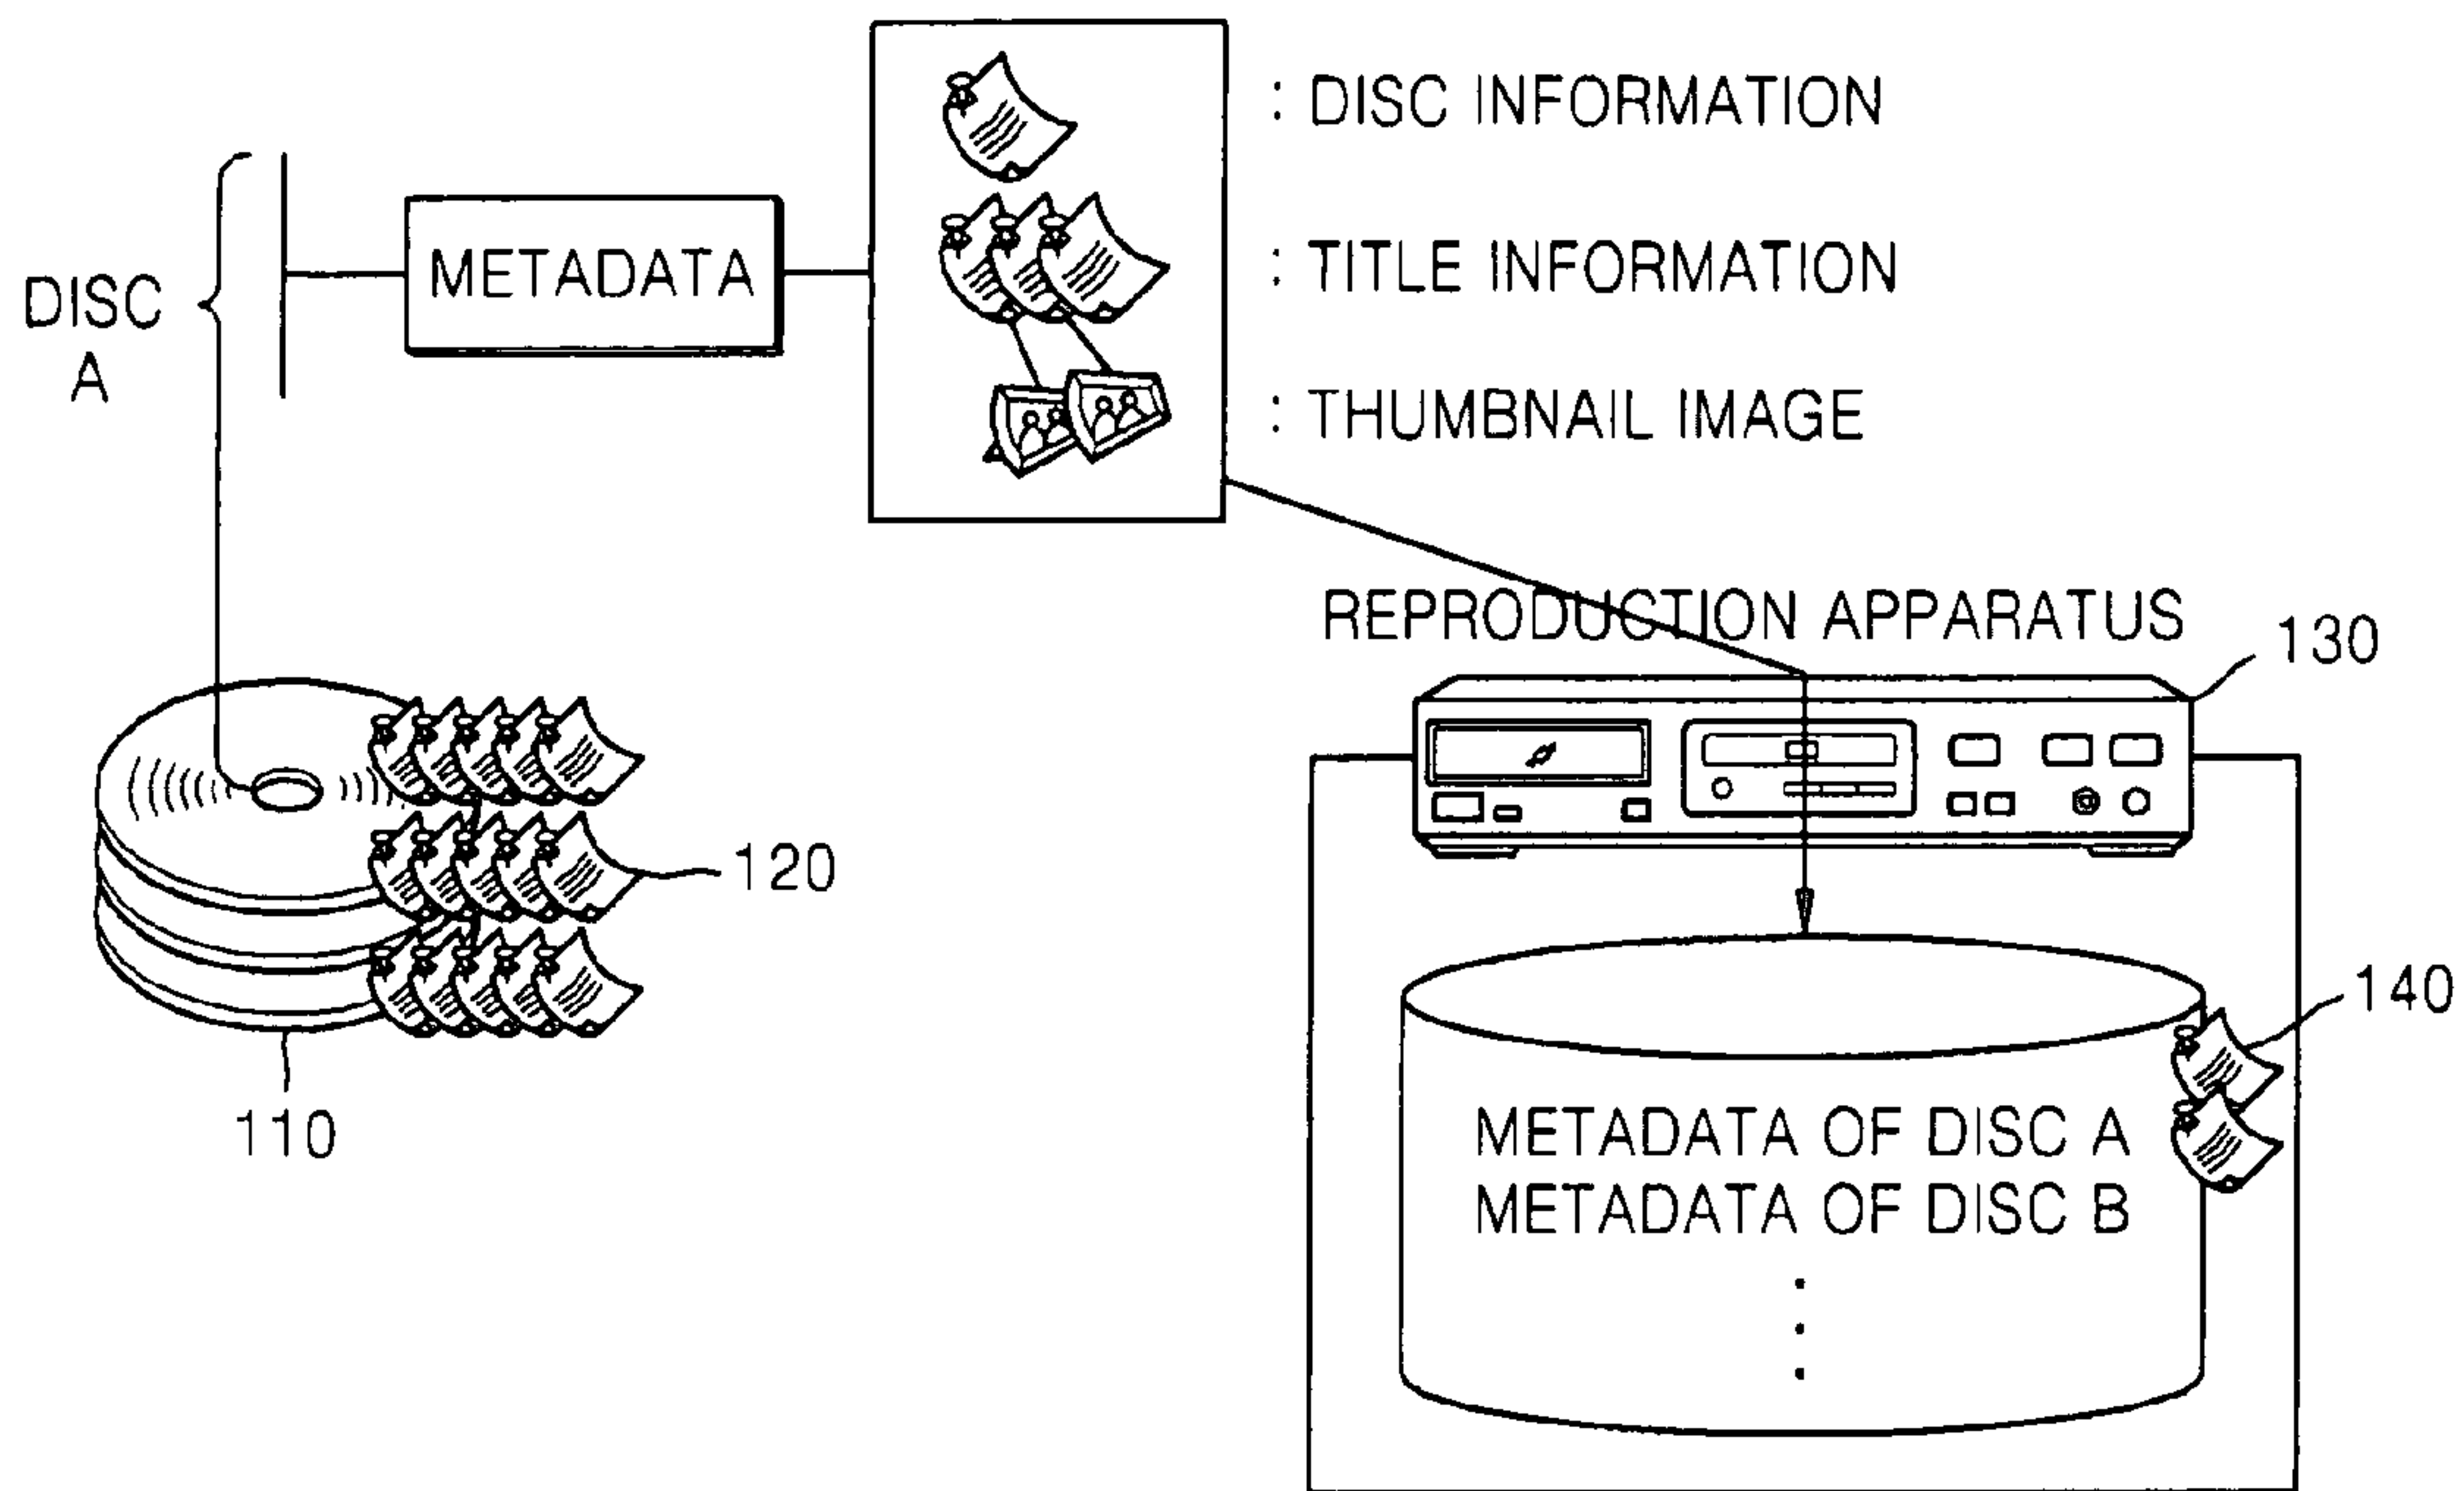 : DISC INFORMATION
METADATA
: TITLE INFORMATION
DISC
A
: THUMBNAIL IMAGE
REPRODUCTION APPARATUS
130
120
140
110
METADATA OF DISC A
METADATA OF DISC B